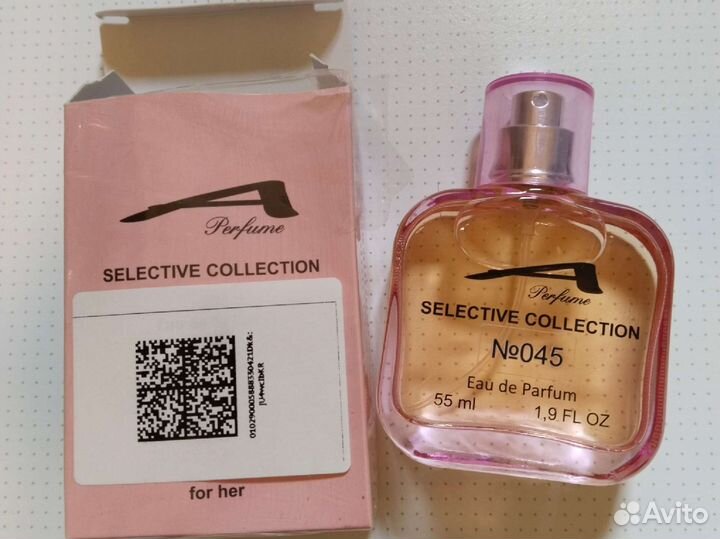 Perfume
SELECTIVE COLLECTION
for her
Perfume
SELECTIVE COLLECTION
№045
Eau de Parfum
55 ml 1,9 FL OZ
Avito